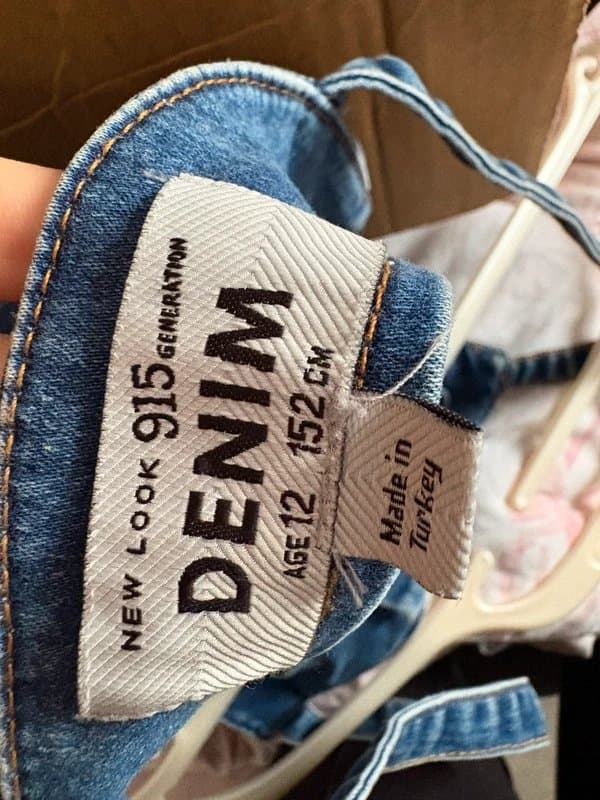 NEW LOOK 915 GENERATION
DENIM
AGE 12 152 CM
Made in
Turkey